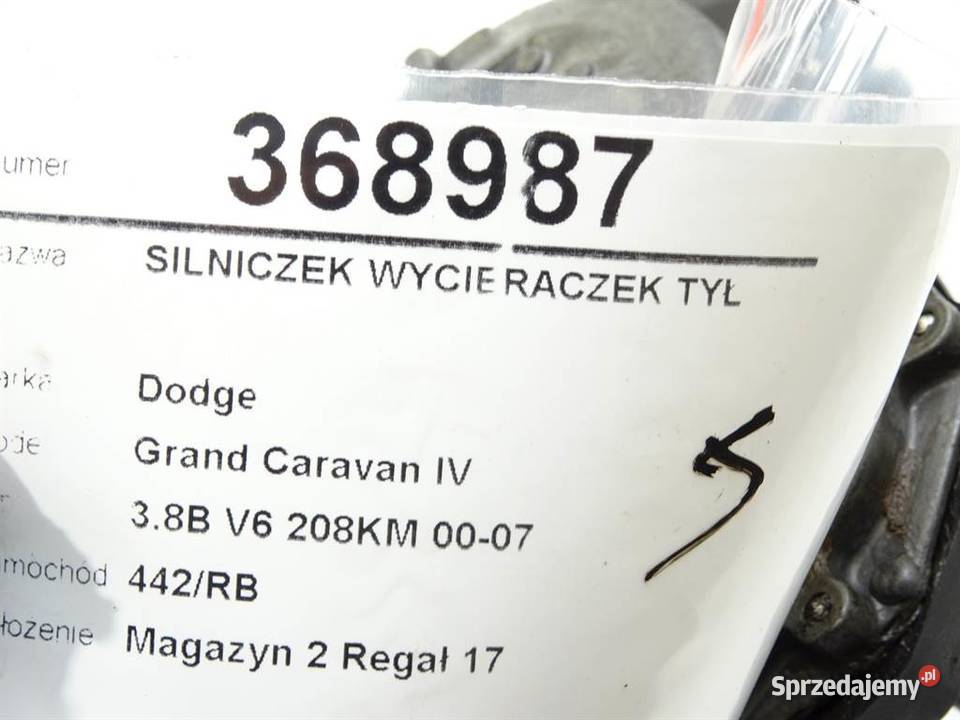 umer 368987
azwa SILNICZEK WYCIERACZEK TYŁ
arka Dodge
Grand Caravan IV
3.8B V6 208KM 00-07
mochód 442/RB
łożenie Magazyn 2 Regał 17
5
Sprzedajemy.pl